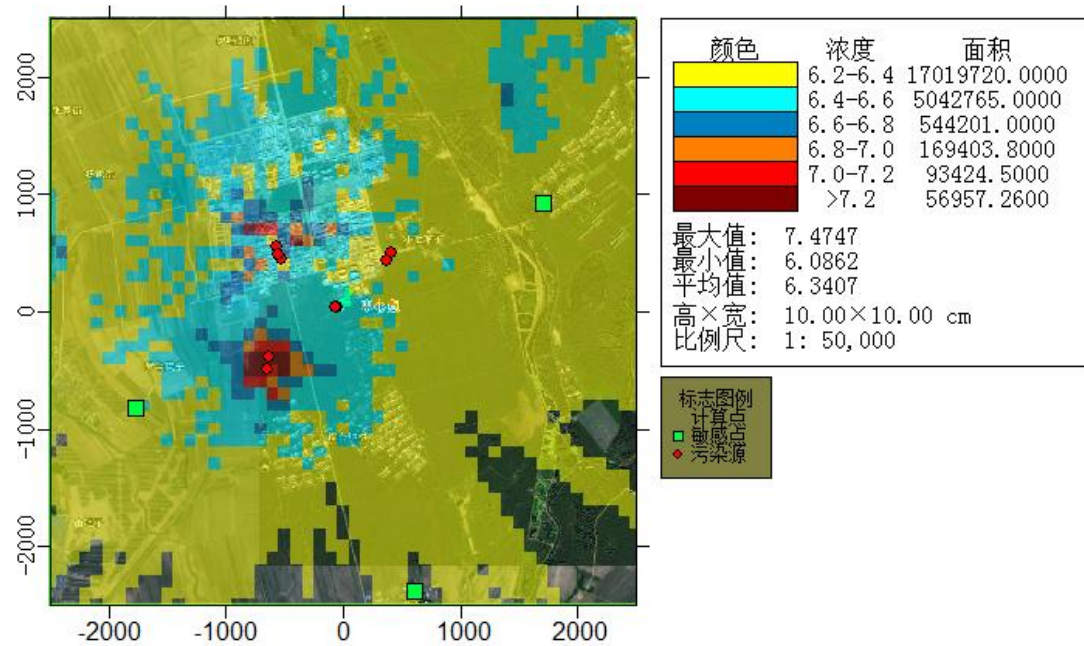 颜色 浓度 面积
6.2-6.4 17019720.0000
6.4-6.6 5042765.0000
6.6-6.8 544201.0000
6.8-7.0 169403.8000
7.0-7.2 93424.5000
>7.2 56957.2600
最大值: 7.4747
最小值: 6.0862
平均值: 6.3407
高×宽: 10.00×10.00 cm
比例尺: 1: 50,000
标志图例
计算点
敏感点
污染源
2000
1000
0
-1000
-2000
-2000 -1000 0 1000 2000